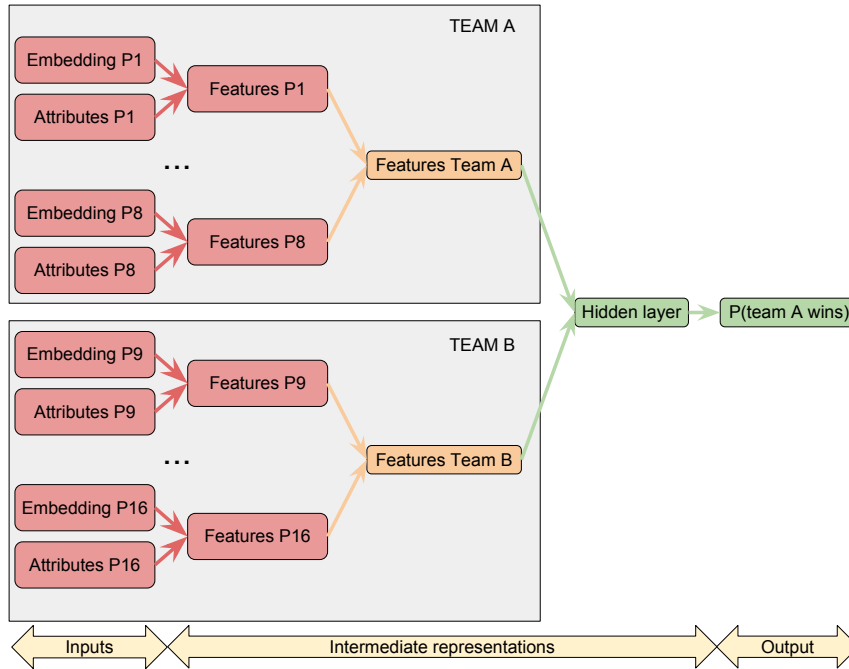 TEAM A
Embedding P1
Attributes P1
Features P1
...
Embedding P8
Attributes P8
Features P8
Features Team A
TEAM B
Embedding P9
Attributes P9
Features P9
...
Embedding P16
Attributes P16
Features P16
Features Team B
Hidden layer
P(team A wins)
Inputs
Intermediate representations
Output